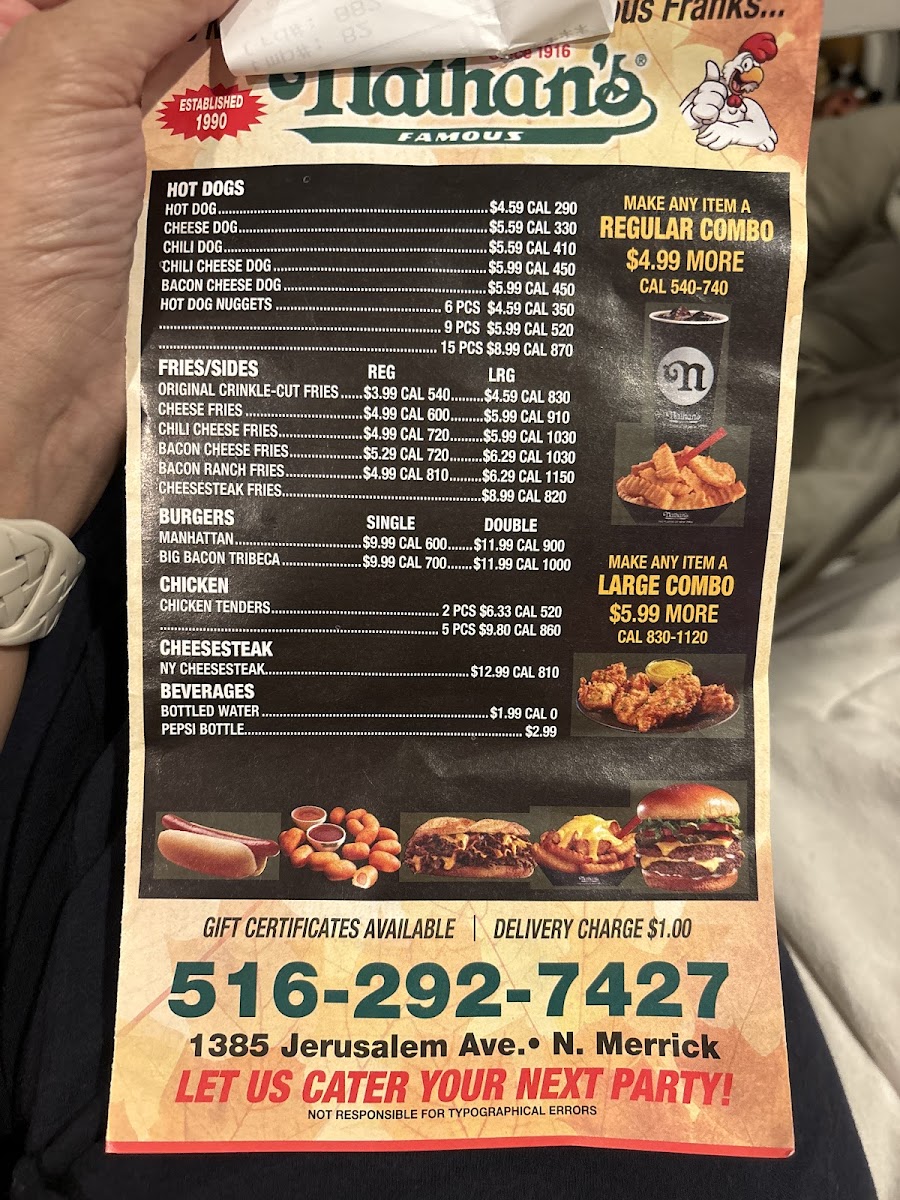 ous Franks...
Since 1916
Nathan's®
FAMOUS
ESTABLISHED
1990
HOT DOGS
HOT DOG $4.59 CAL 290
CHEESE DOG $5.59 CAL 330
CHILI DOG $5.59 CAL 410
CHILI CHEESE DOG $5.99 CAL 450
BACON CHEESE DOG $5.99 CAL 450
HOT DOG NUGGETS 6 PCS $4.59 CAL 350
9 PCS $5.99 CAL 520
15 PCS $8.99 CAL 870
FRIES/SIDES REG LRG
ORIGINAL CRINKLE-CUT FRIES $3.99 CAL 540 $4.59 CAL 830
CHEESE FRIES $4.99 CAL 600 $5.99 CAL 910
CHILI CHEESE FRIES $4.99 CAL 720 $5.99 CAL 1030
BACON CHEESE FRIES $5.29 CAL 720 $6.29 CAL 1030
BACON RANCH FRIES $4.99 CAL 810 $6.29 CAL 1150
CHEESESTEAK FRIES $8.99 CAL 820
BURGERS SINGLE DOUBLE
MANHATTAN $9.99 CAL 600 $11.99 CAL 900
BIG BACON TRIBECA $9.99 CAL 700 $11.99 CAL 1000
CHICKEN
CHICKEN TENDERS 2 PCS $6.33 CAL 520
5 PCS $9.80 CAL 860
CHEESESTEAK
NY CHEESESTEAK $12.99 CAL 810
BEVERAGES
BOTTLED WATER $1.99 CAL 0
PEPSI BOTTLE $2.99
MAKE ANY ITEM A
REGULAR COMBO
$4.99 MORE
CAL 540-740
n
Nathan's
MAKE ANY ITEM A
LARGE COMBO
$5.99 MORE
CAL 830-1120
GIFT CERTIFICATES AVAILABLE | DELIVERY CHARGE $1.00
516-292-7427
1385 Jerusalem Ave.• N. Merrick
LET US CATER YOUR NEXT PARTY!
NOT RESPONSIBLE FOR TYPOGRAPHICAL ERRORS